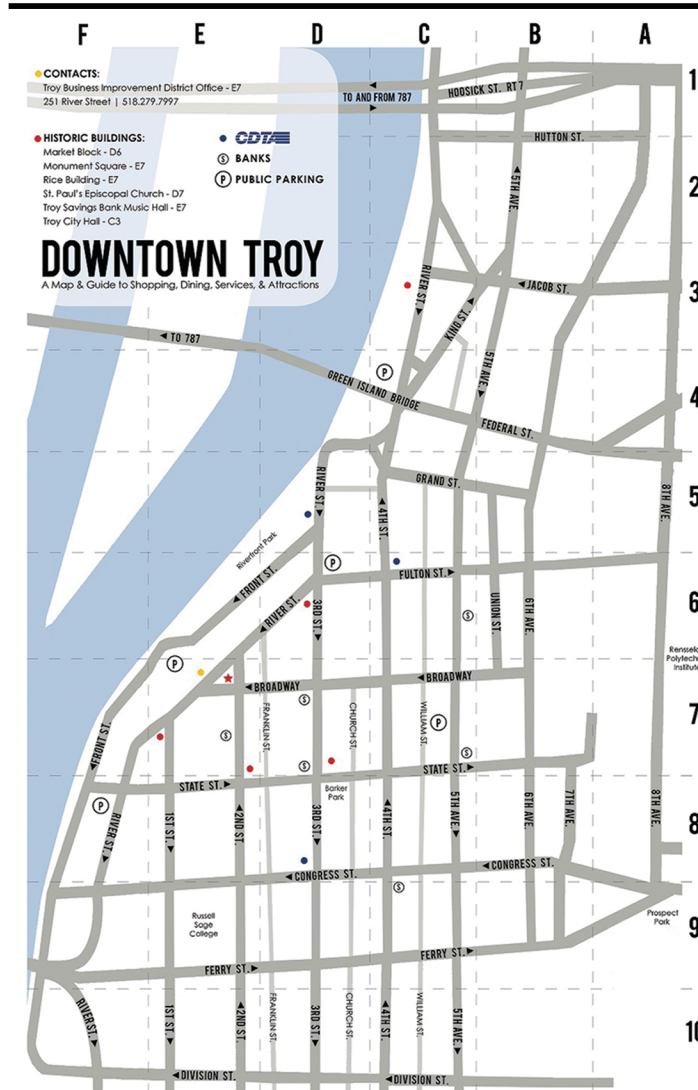 F E D C B A
CONTACTS:
Troy Business Improvement District Office - E7
251 River Street | 518.279.7997
HISTORIC BUILDINGS:
Market Block - D6
Monument Square - E7
Rice Building - E7
St. Paul's Episcopal Church - D7
Troy Savings Bank Music Hall - E7
Troy City Hall - C3
CDTA
S BANKS
P PUBLIC PARKING
DOWNTOWN TROY
A Map & Guide to Shopping, Dining, Services, & Attractions
1
TO AND FROM 787
HOOSICK ST. RT 7
HUTTON ST.
2
5TH AVE.
3
RIVER ST.
JACOB ST.
KING ST.
TO 787
5TH AVE.
P
GREEN ISLAND BRIDGE
4
FEDERAL ST.
RIVER ST.
GRAND ST.
4TH ST.
8TH AVE.
5
Riverfront Park
P
FRONT ST.
FULTON ST.
RIVER ST.
3RD ST.
S
UNION ST.
6TH AVE.
6
Renssel
Polytech
Institute
P
BROADWAY
BROADWAY
S
7
FRANKLIN ST.
CHURCH ST.
WILLIAM ST.
P
FRONT ST.
S
S
S
STATE ST.
STATE ST.
Barker
Park
P
RIVER ST.
1ST ST.
2ND ST.
3RD ST.
4TH ST.
5TH AVE.
6TH AVE.
7TH AVE.
8TH AVE.
8
CONGRESS ST.
CONGRESS ST.
S
Russell
Sage
College
Prospect
Park
9
FERRY ST.
FERRY ST.
RIVER ST.
1ST ST.
2ND ST.
FRANKLIN ST.
3RD ST.
CHURCH ST.
4TH ST.
WILLIAM ST.
5TH AVE.
10
DIVISION ST.
DIVISION ST.